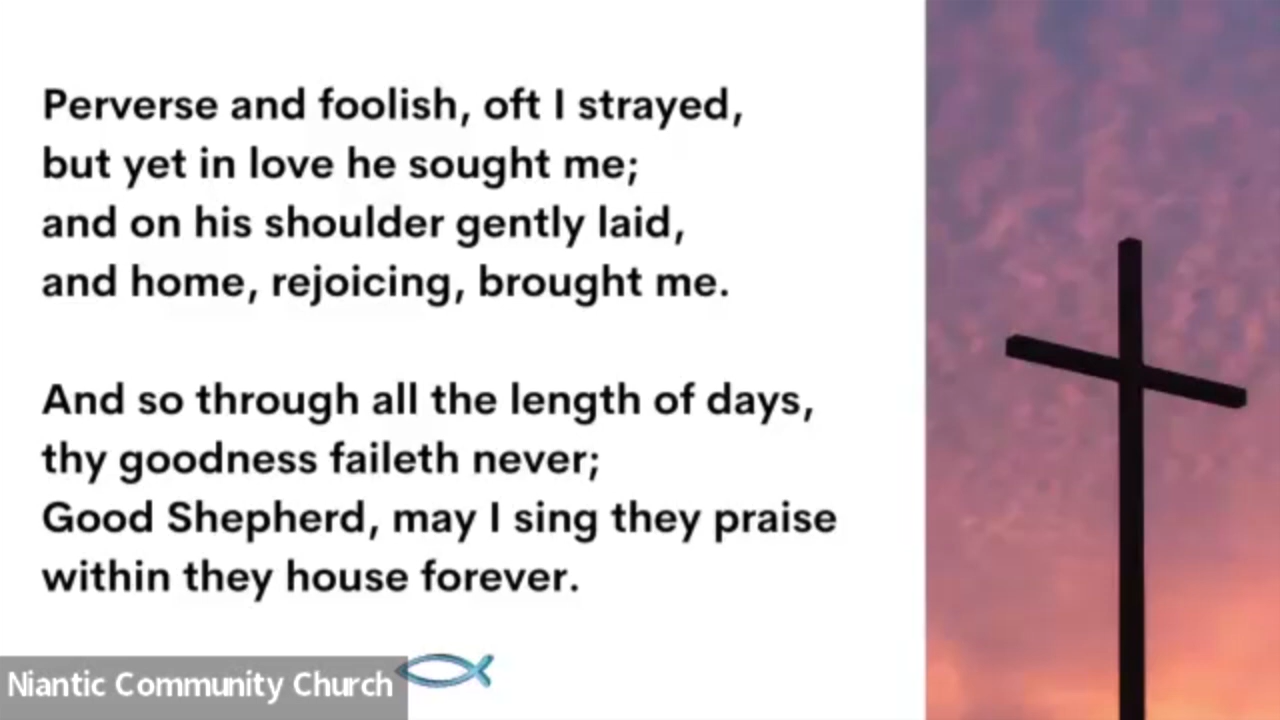 Perverse and foolish, oft I strayed,
but yet in love he sought me;
and on his shoulder gently laid,
and home, rejoicing, brought me.
And so through all the length of days,
thy goodness faileth never;
Good Shepherd, may I sing they praise
within they house forever.
Niantic Community Church